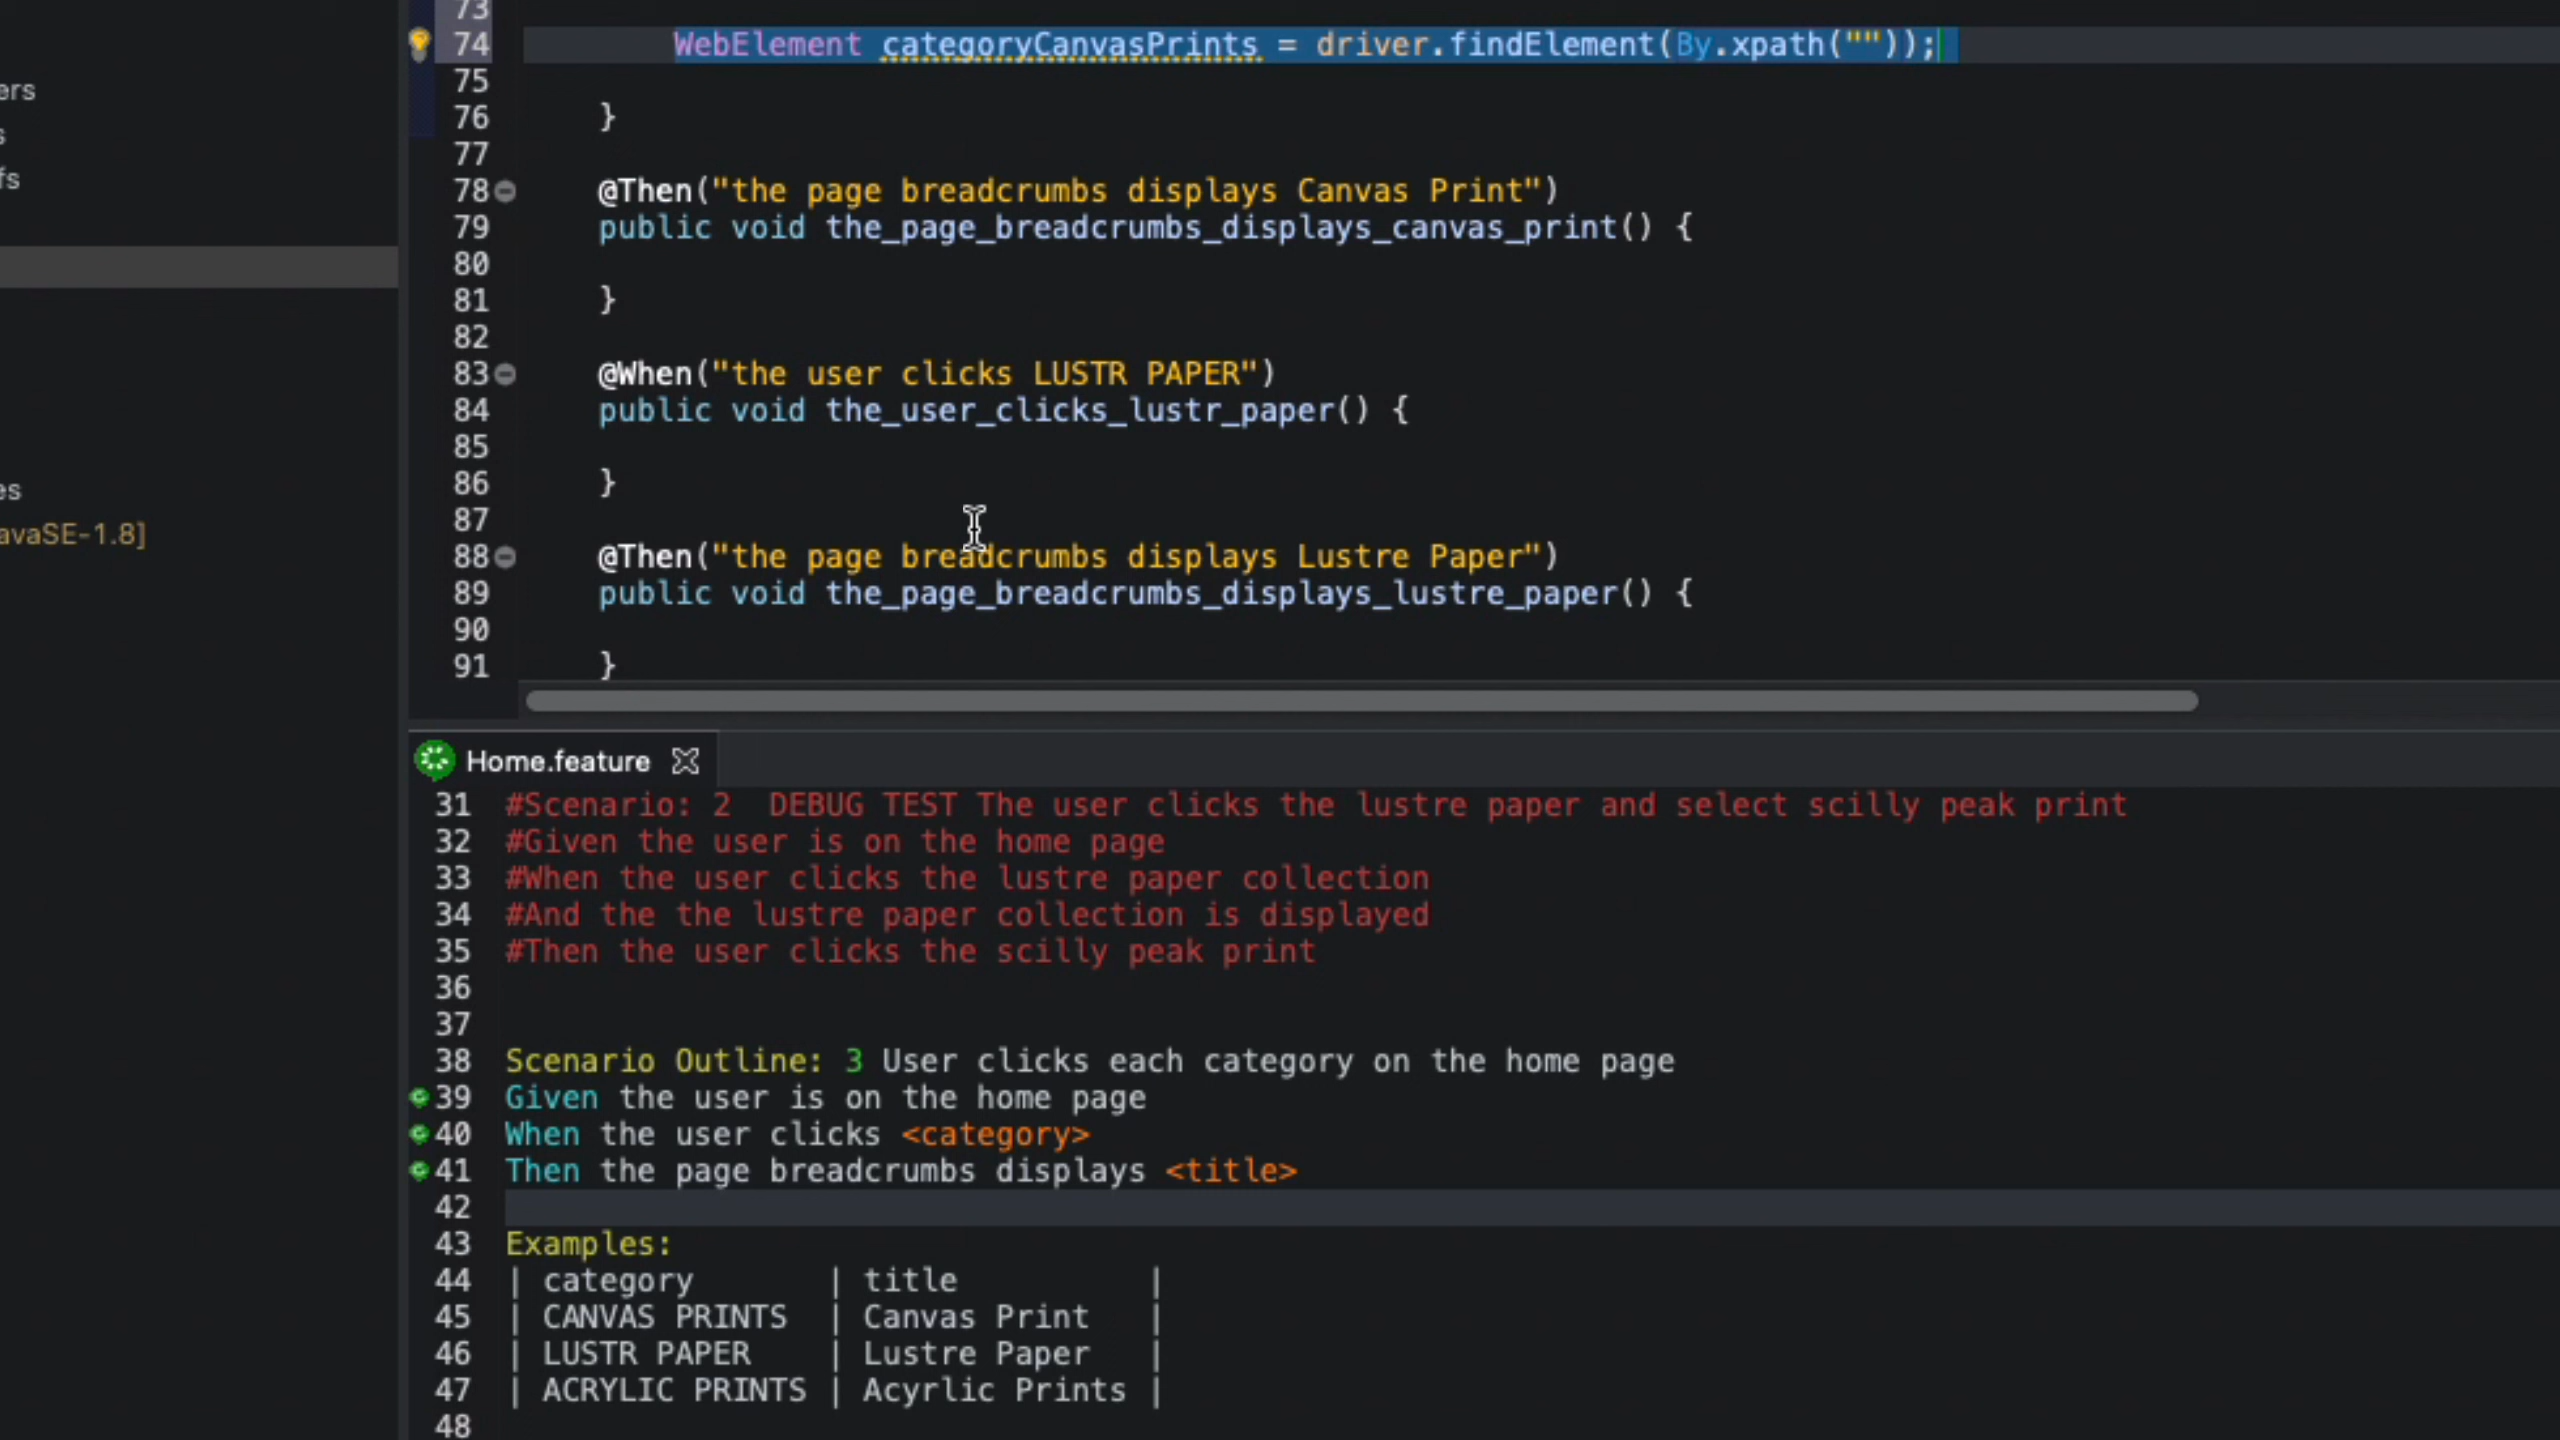 ers
s
fs
es
avaSE-1.8]
73
74 WebElement categoryCanvasPrints = driver.findElement(By.xpath(""));
75
76 }
77
78 @Then("the page breadcrumbs displays Canvas Print")
79 public void the_page_breadcrumbs_displays_canvas_print() {
80
81 }
82
83 @When("the user clicks LUSTR PAPER")
84 public void the_user_clicks_lustr_paper() {
85
86 }
87
88 @Then("the page breadcrumbs displays Lustre Paper")
89 public void the_page_breadcrumbs_displays_lustre_paper() {
90
91 }
Home.feature
31 #Scenario: 2  DEBUG TEST The user clicks the lustre paper and select scilly peak print
32 #Given the user is on the home page
33 #When the user clicks the lustre paper collection
34 #And the the lustre paper collection is displayed
35 #Then the user clicks the scilly peak print
36
37
38 Scenario Outline: 3 User clicks each category on the home page
39 Given the user is on the home page
40 When the user clicks <category>
41 Then the page breadcrumbs displays <title>
42
43 Examples:
44 | category       | title         |
45 | CANVAS PRINTS  | Canvas Print   |
46 | LUSTR PAPER    | Lustre Paper   |
47 | ACRYLIC PRINTS | Acyrlic Prints |
48